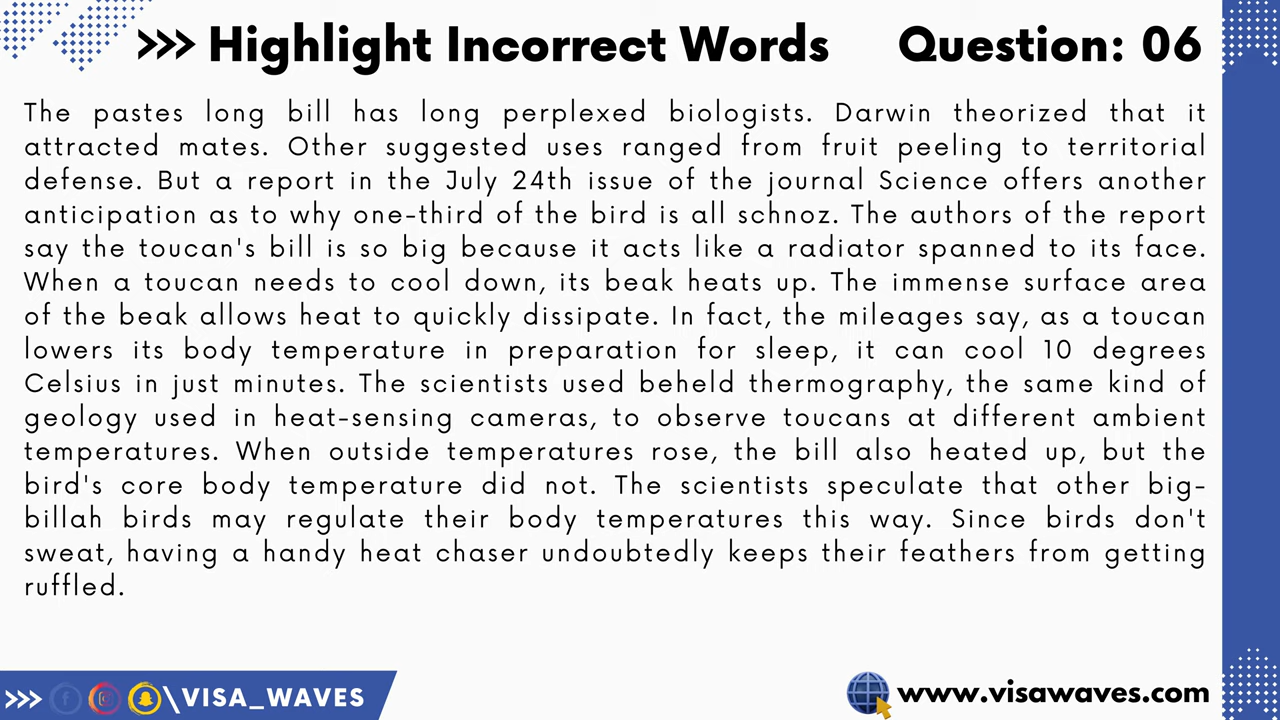 >>> Highlight Incorrect Words Question: 06
The pastes long bill has long perplexed biologists. Darwin theorized that it
attracted mates. Other suggested uses ranged from fruit peeling to territorial
defense. But a report in the July 24th issue of the journal Science offers another
anticipation as to why one-third of the bird is all schnoz. The authors of the report
say the toucan's bill is so big because it acts like a radiator spanned to its face.
When a toucan needs to cool down, its beak heats up. The immense surface area
of the beak allows heat to quickly dissipate. In fact, the mileages say, as a toucan
lowers its body temperature in preparation for sleep, it can cool 10 degrees
Celsius in just minutes. The scientists used beheld thermography, the same kind of
geology used in heat-sensing cameras, to observe toucans at different ambient
temperatures. When outside temperatures rose, the bill also heated up, but the
bird's core body temperature did not. The scientists speculate that other big-
billah birds may regulate their body temperatures this way. Since birds don't
sweat, having a handy heat chaser undoubtedly keeps their feathers from getting
ruffled.
>>> \VISA_WAVES www.visawaves.com